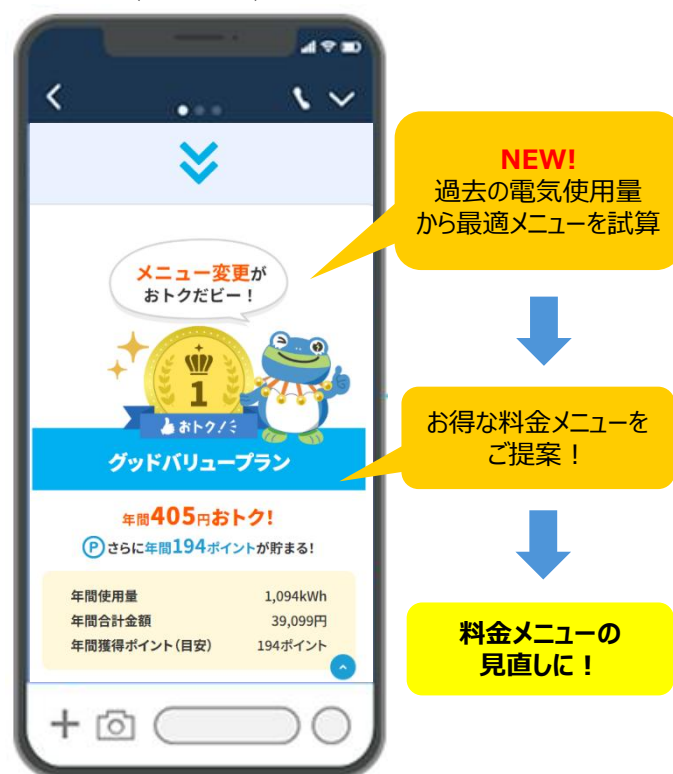 NEW!
過去の電気使用量
から最適メニューを試算
メニュー変更が
おトクだビー！
1
おトク！
グッドバリュープラン
年間405円おトク!
Pさらに年間194ポイントが貯まる!
年間使用量 1,094kWh
年間合計金額 39,099円
年間獲得ポイント（目安） 194ポイント
お得な料金メニューを
ご提案！
料金メニューの
見直しに！